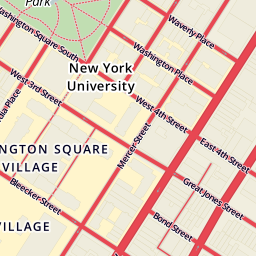 Park
Waverly Place
Washington Square South
Washington Place
New York
University
West 3rd Street
West 4th Street
East 4th Street
Mercer Street
NGTON SQUARE
VILLAGE
Great Jones Street
Bleecker Street
Bond Street
VILLAGE